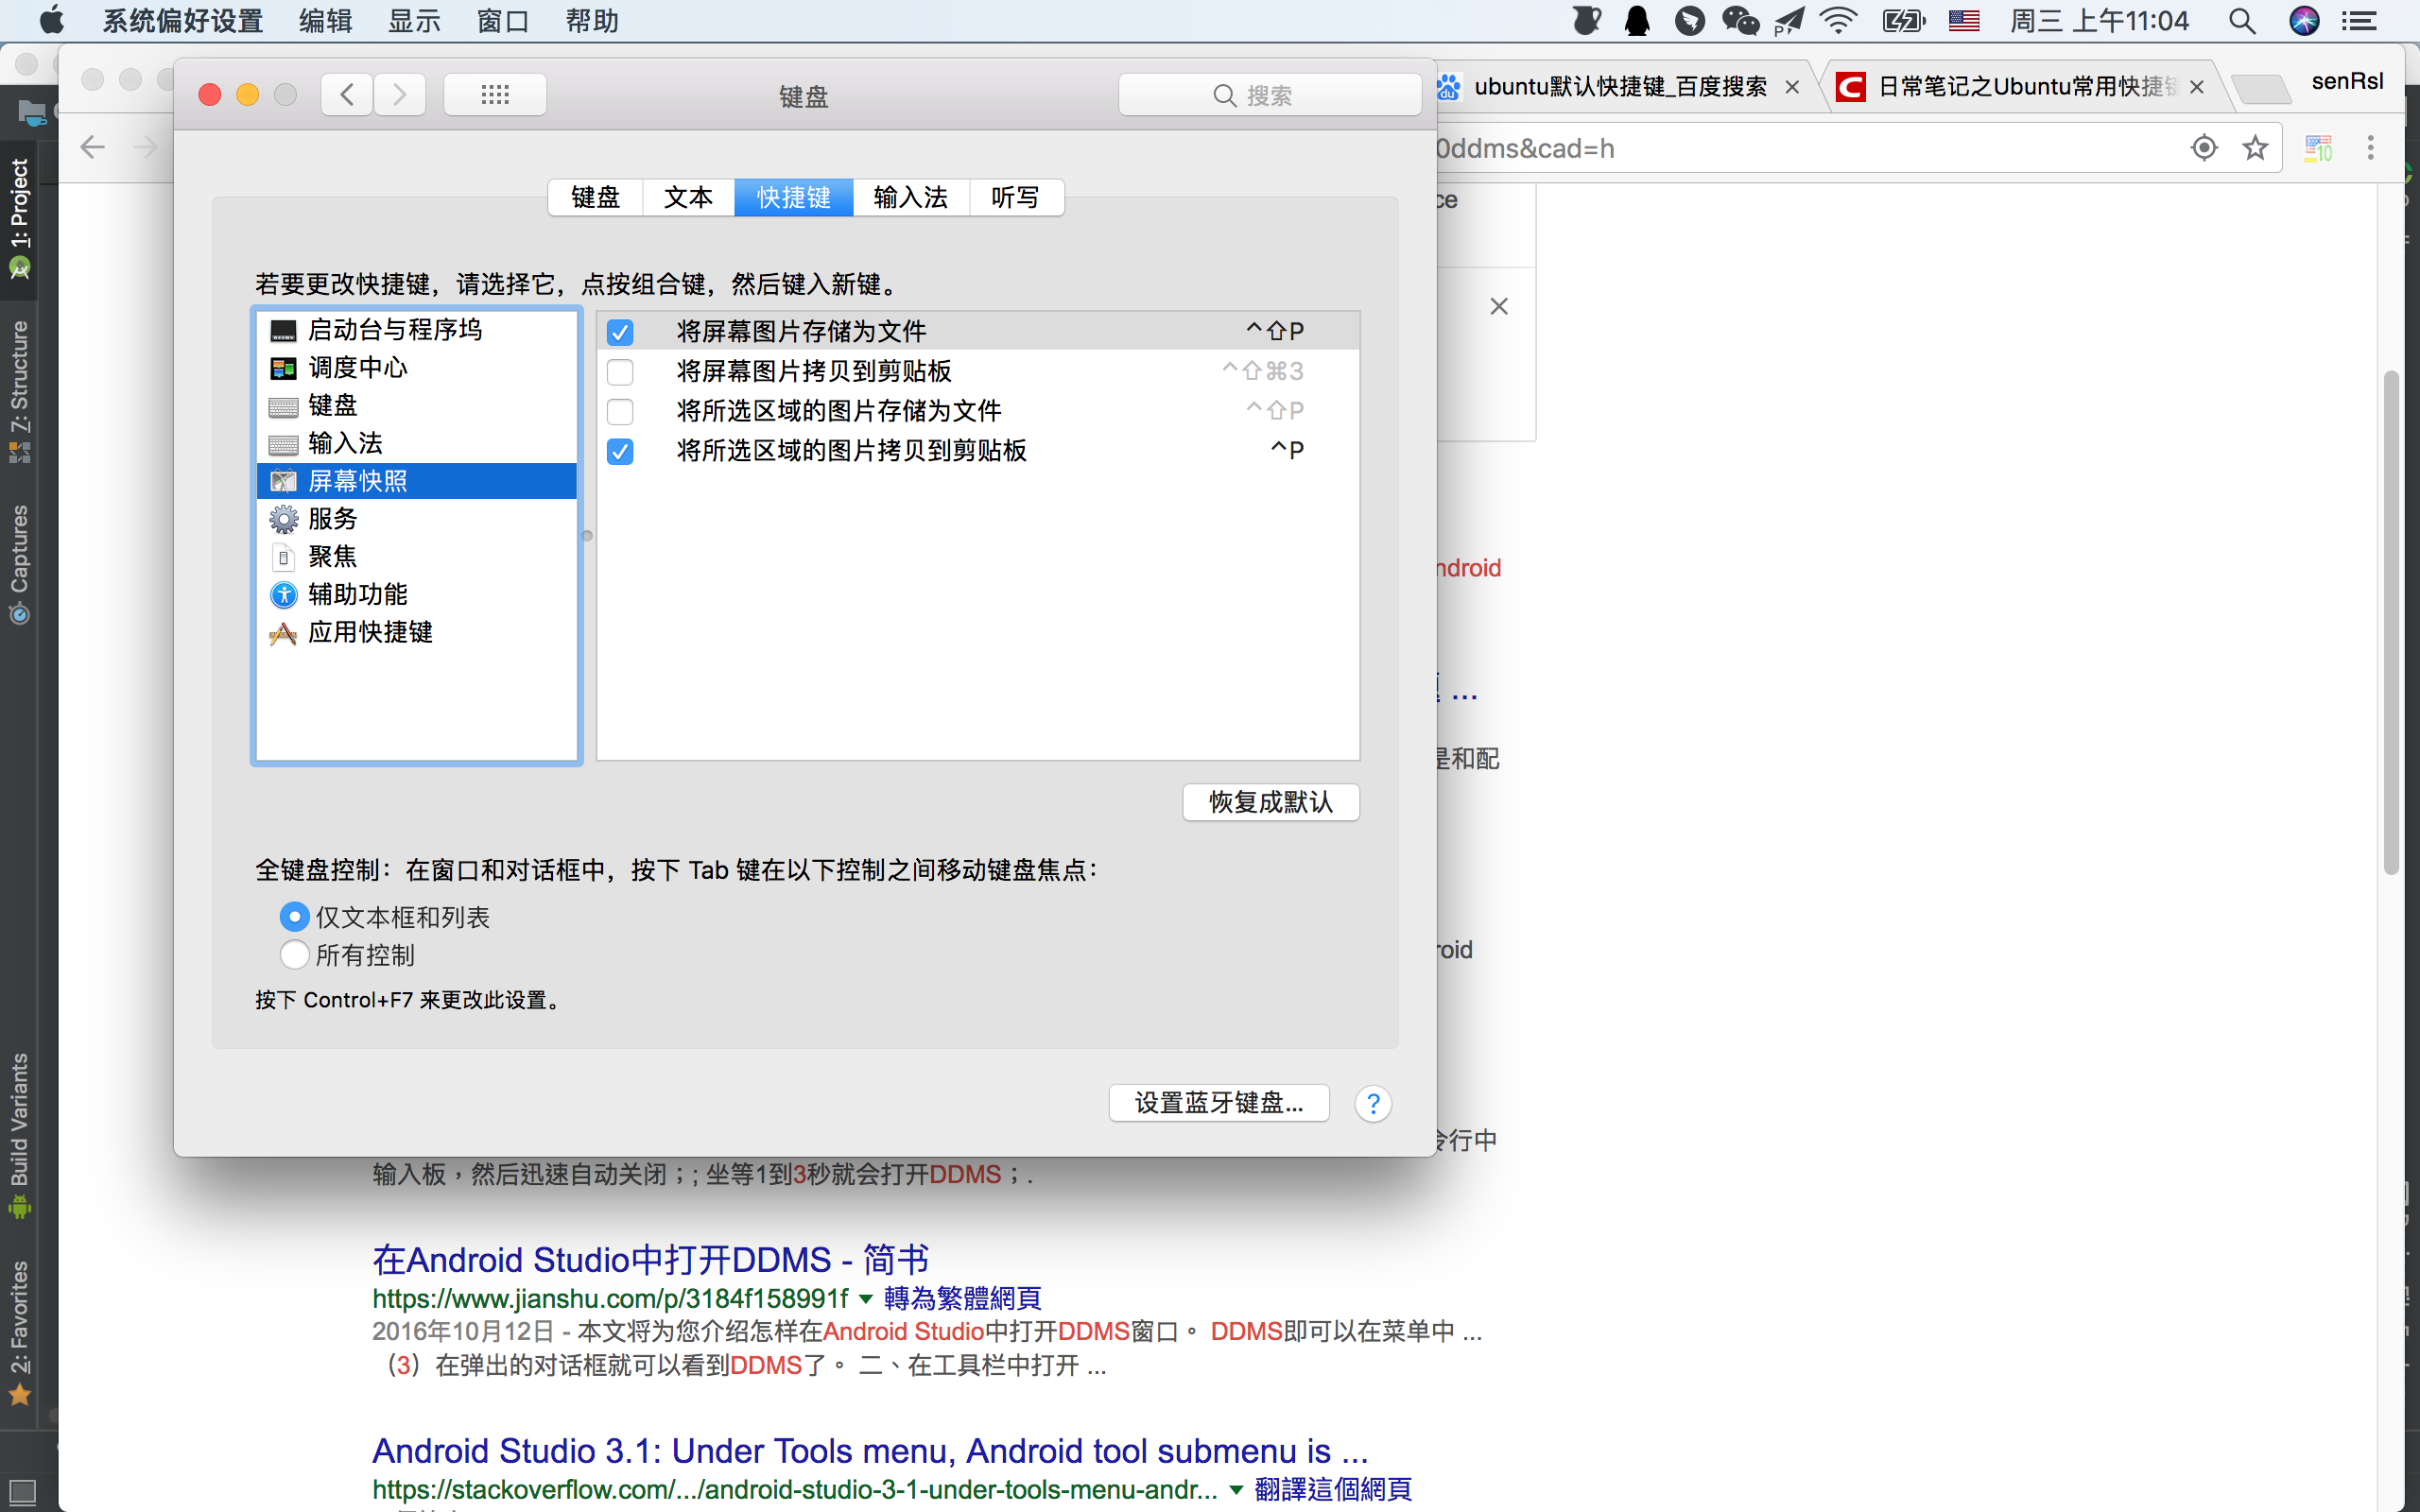 系统偏好设置 编辑 显示 窗口 帮助 周三 上午11:04
键盘 搜索
ubuntu默认快捷键_百度搜索 日常笔记之Ubuntu常用快捷键 senRsl
0ddms&cad=h
1: Project
7: Structure
Captures
Build Variants
2: Favorites
键盘 文本 快捷键 输入法 听写
若要更改快捷键，请选择它，点按组合键，然后键入新键。
启动台与程序坞
调度中心
键盘
输入法
屏幕快照
服务
聚焦
辅助功能
应用快捷键
将屏幕图片存储为文件 ^⇧P
将屏幕图片拷贝到剪贴板 ^⇧⌘3
将所选区域的图片存储为文件 ^⇧P
将所选区域的图片拷贝到剪贴板 ^P
恢复成默认
全键盘控制：在窗口和对话框中，按下 Tab 键在以下控制之间移动键盘焦点：
仅文本框和列表
所有控制
按下 Control+F7 来更改此设置。
设置蓝牙键盘... ?
ce
ndroid
...
是和配
roid
令行中
输入板，然后迅速自动关闭；; 坐等1到3秒就会打开DDMS；.
在Android Studio中打开DDMS - 简书
https://www.jianshu.com/p/3184f158991f 轉為繁體網頁
2016年10月12日 - 本文将为您介绍怎样在Android Studio中打开DDMS窗口。 DDMS即可以在菜单中 ...
（3）在弹出的对话框就可以看到DDMS了。 二、在工具栏中打开 ...
Android Studio 3.1: Under Tools menu, Android tool submenu is ...
https://stackoverflow.com/.../android-studio-3-1-under-tools-menu-andr... 翻譯這個網頁